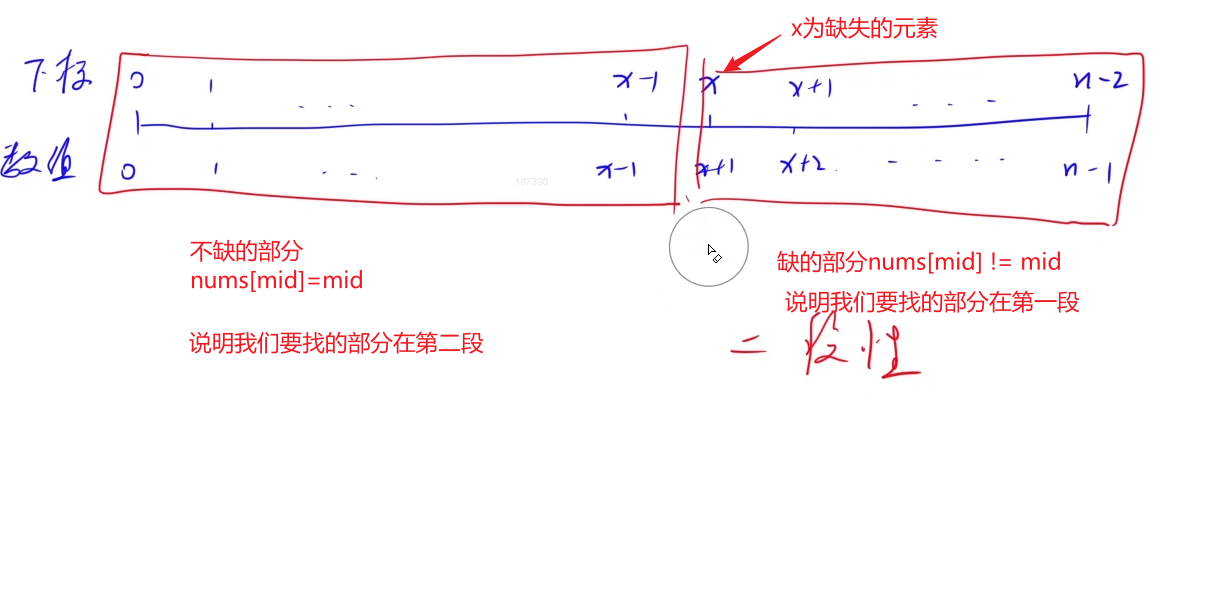 x为缺失的元素
下标 0 1 ... x-1 x x+1 ... n-2
数值 0 1 ... x-1 x+1 x+2 ... n-1
187390
不缺的部分
nums[mid]=mid
缺的部分nums[mid] != mid
说明我们要找的部分在第一段
说明我们要找的部分在第二段
二段性